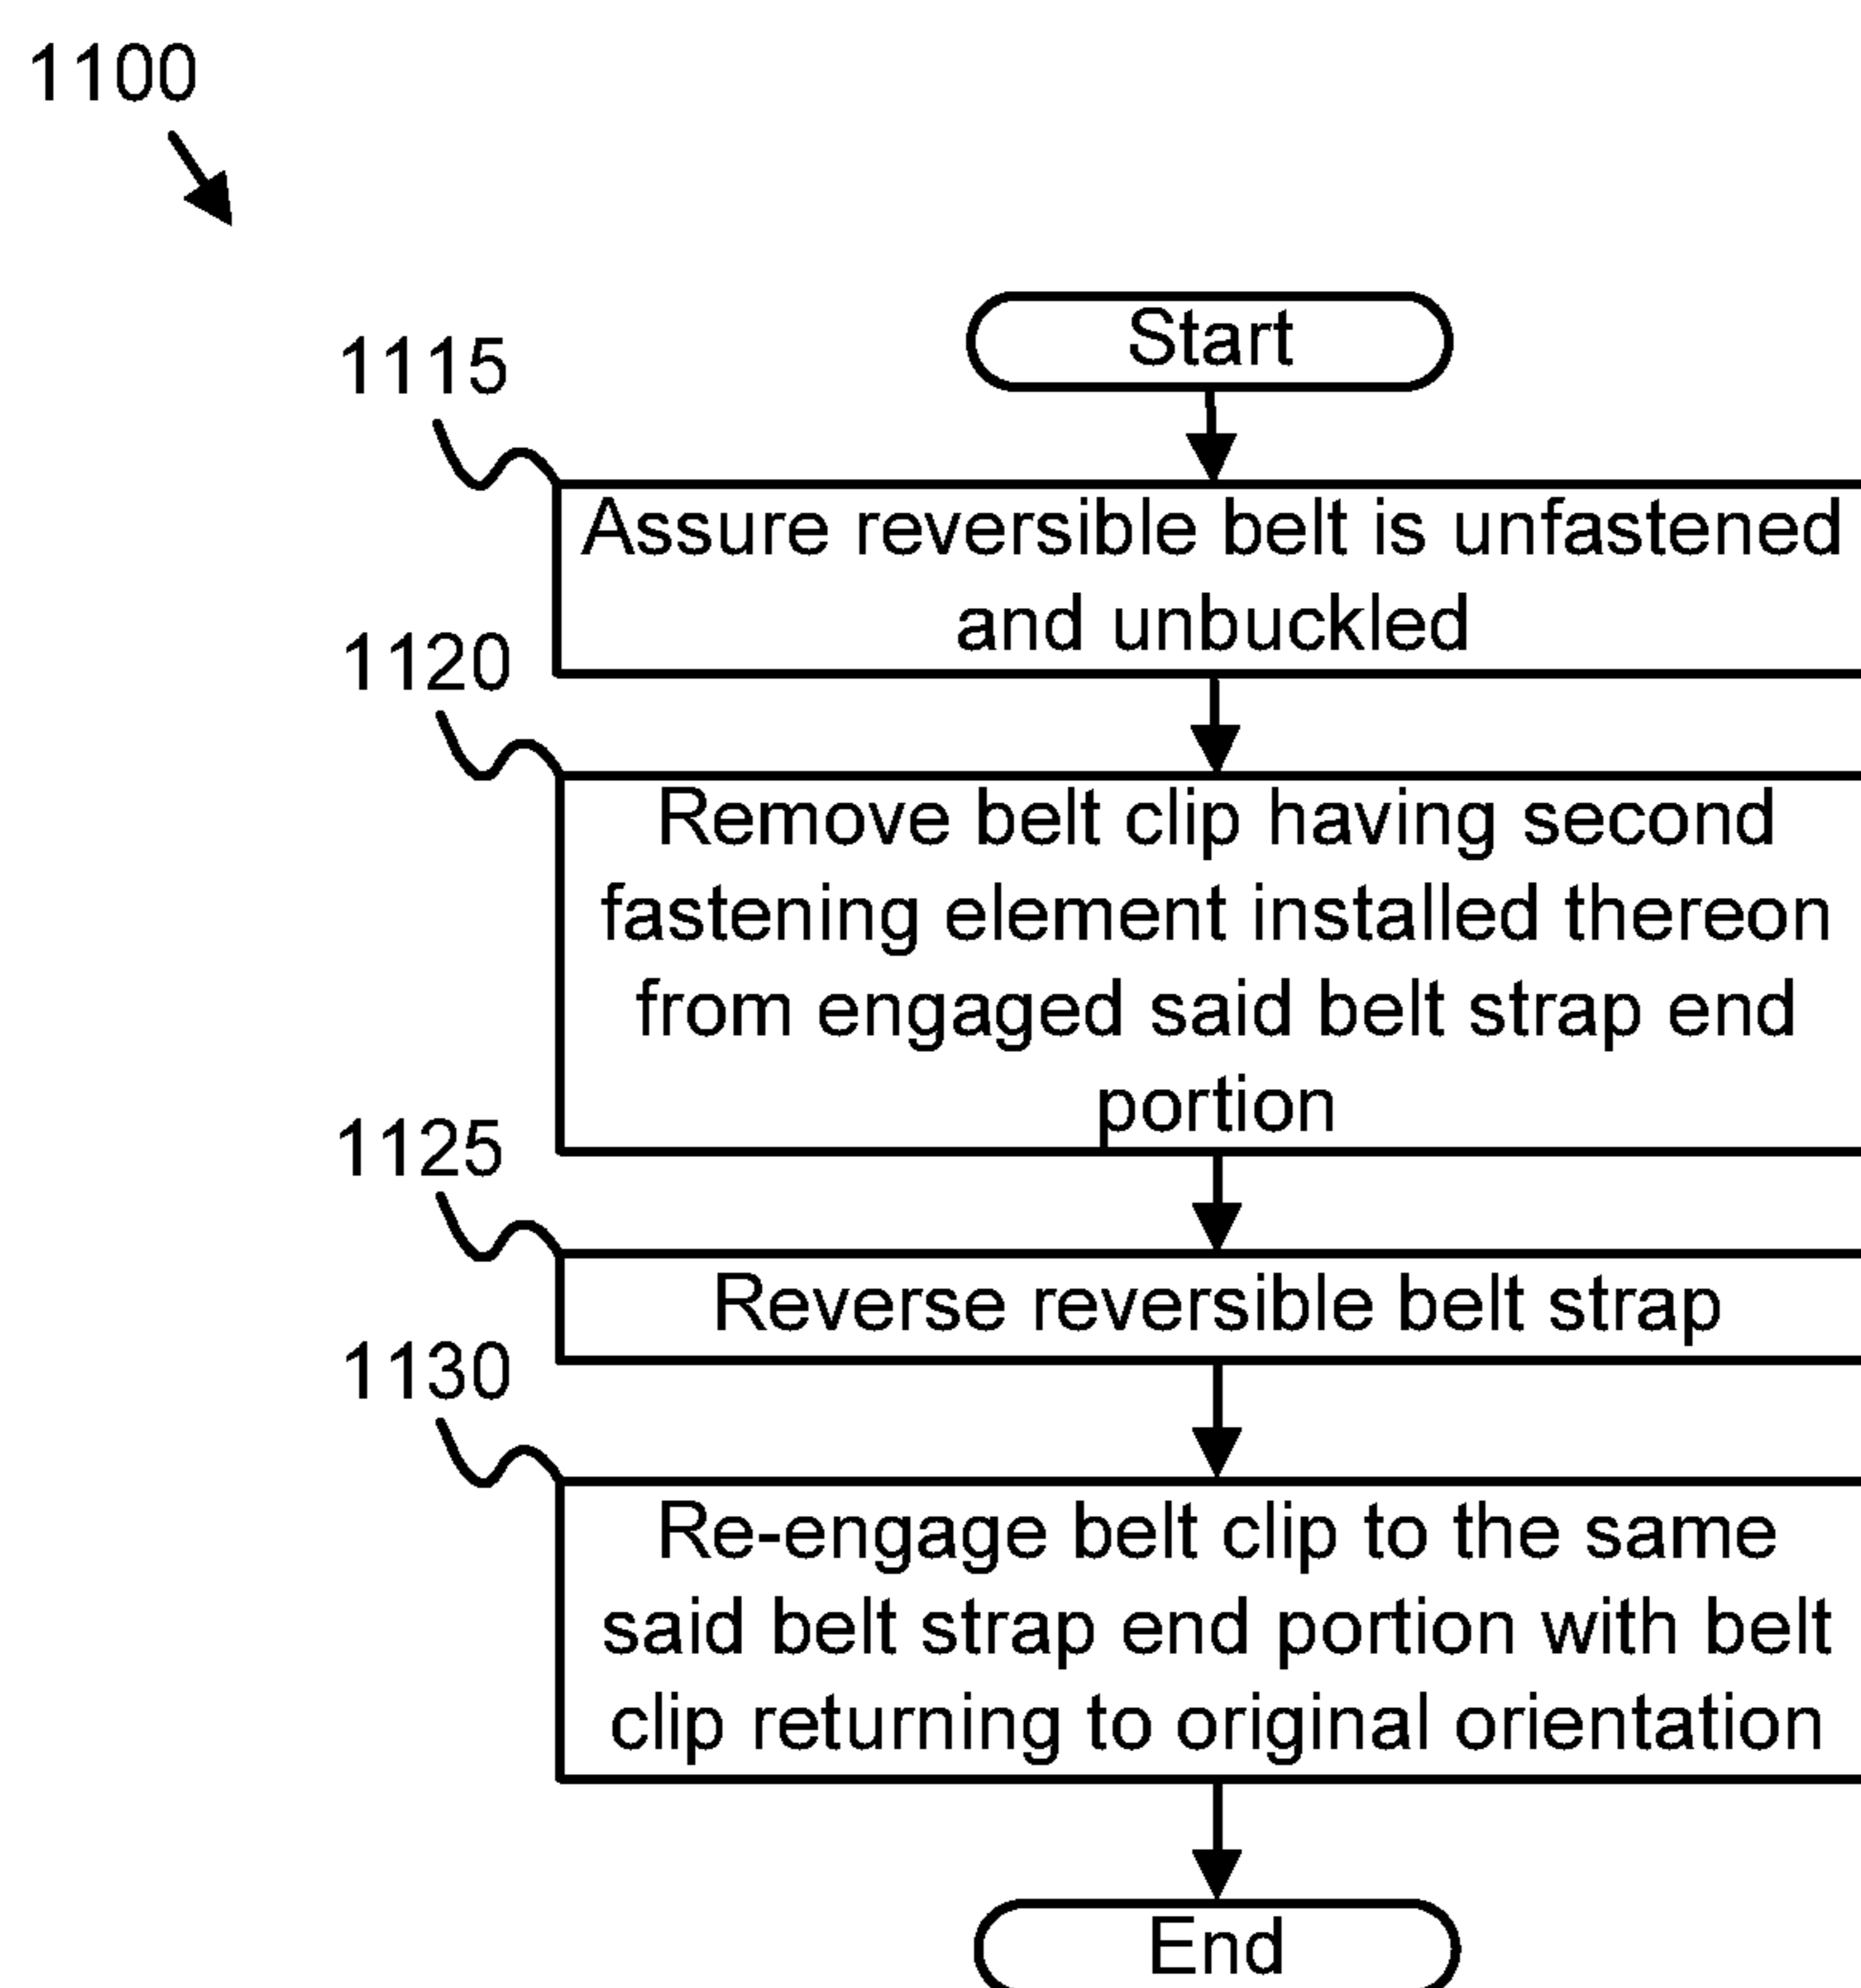 1100
Start
1115
Assure reversible belt is unfastened
and unbuckled
1120
Remove belt clip having second
fastening element installed thereon
from engaged said belt strap end
portion
1125
Reverse reversible belt strap
1130
Re-engage belt clip to the same
said belt strap end portion with belt
clip returning to original orientation
End